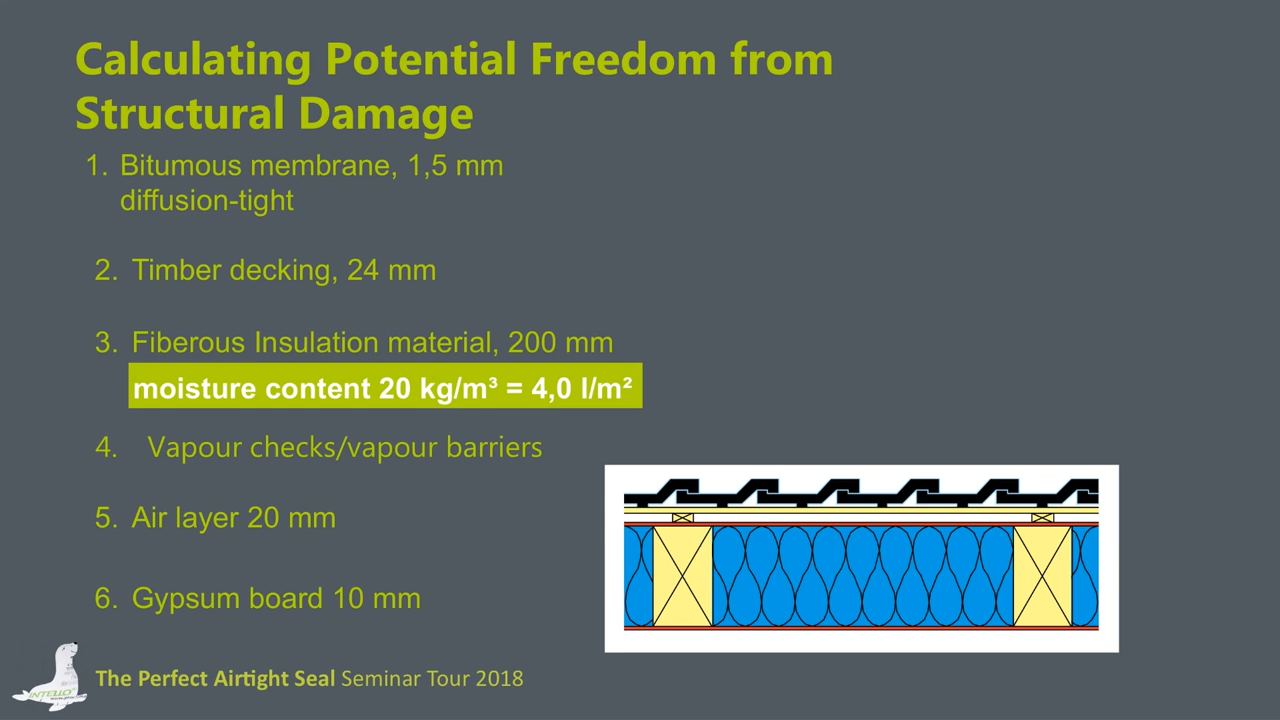 Calculating Potential Freedom from
Structural Damage
1. Bitumous membrane, 1,5 mm
diffusion-tight
2. Timber decking, 24 mm
3. Fiberous Insulation material, 200 mm
moisture content 20 kg/m³ = 4,0 l/m²
4. Vapour checks/vapour barriers
5. Air layer 20 mm
6. Gypsum board 10 mm
INTELLO
The Perfect Airtight Seal Seminar Tour 2018